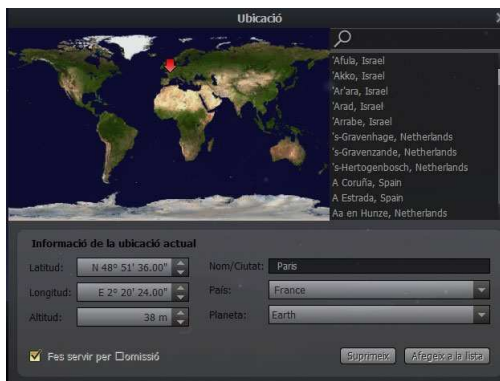 Ubicació
'Afula, Israel
'Akko, Israel
'Ar'ara, Israel
'Arad, Israel
'Arrabe, Israel
's-Gravenhage, Netherlands
's-Gravenzande, Netherlands
's-Hertogenbosch, Netherlands
A Coruña, Spain
A Estrada, Spain
Aa en Hunze, Netherlands
Informació de la ubicació actual
Latitud: N 48º 51' 36.00" Nom/Ciutat: Paris
Longitud: E 2º 20' 24.00" País: France
Altitud: 38 m Planeta: Earth
Fes servir per □omissió Suprimeix Afegeix a la llista